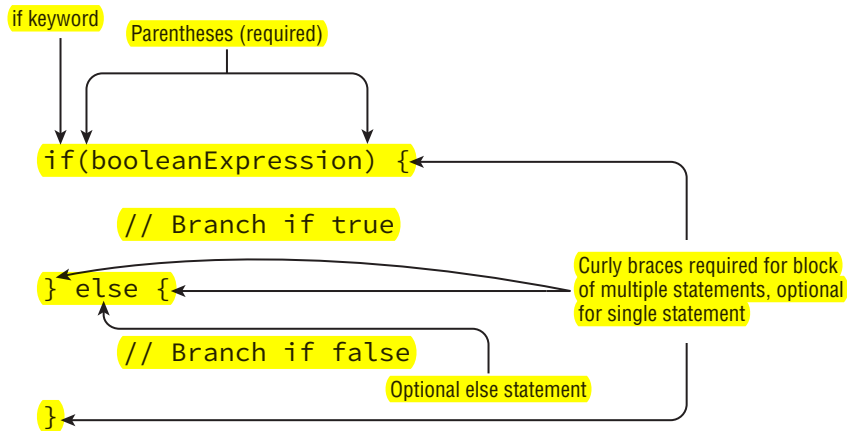 if keyword
Parentheses (required)
if(booleanExpression) {
// Branch if true
} else {
Curly braces required for block
of multiple statements, optional
for single statement
// Branch if false
Optional else statement
}